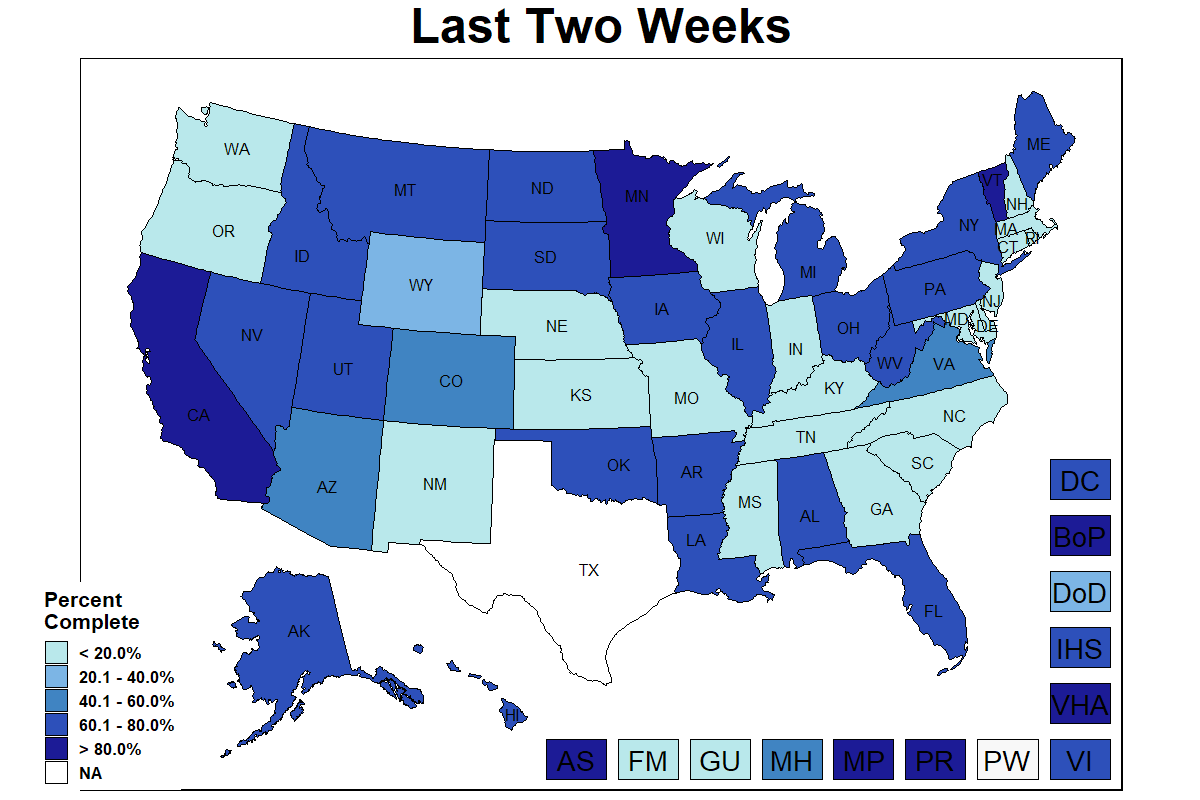 Last Two Weeks
ME
WA
VT
MT
ND
NH
MN
OR
NY
MA
RI
WI
CT
ID
SD
MI
WY
PA
NJ
IA
NE
MD
DE
OH
NV
IL
IN
WV
VA
UT
CO
KY
KS
MO
CA
NC
TN
SC
OK
AR
NM
AZ
MS
GA
AL
LA
TX
FL
AK
HI
DC
BoP
DoD
IHS
VHA
AS FM GU MH MP PR PW VI
Percent
Complete
< 20.0%
20.1 - 40.0%
40.1 - 60.0%
60.1 - 80.0%
> 80.0%
NA